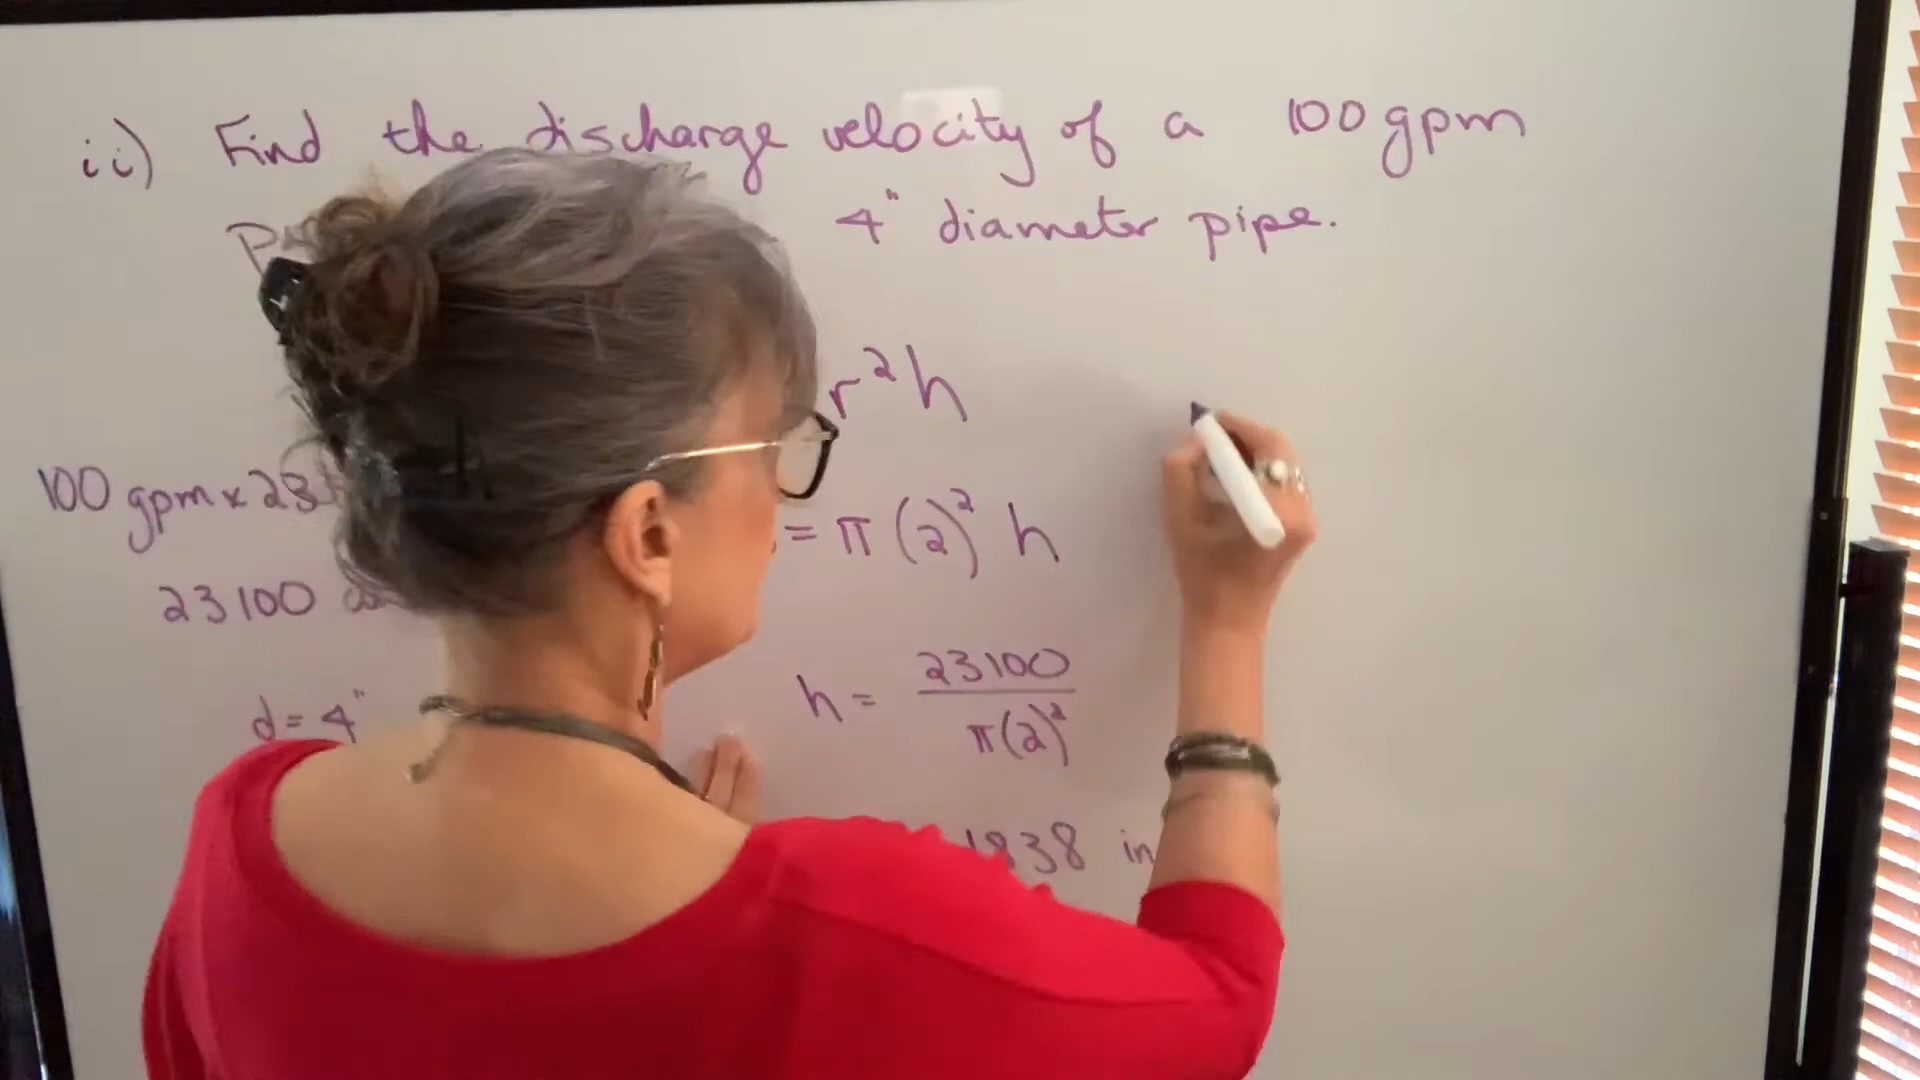 ii) Find the discharge velocity of a 100 gpm
4" diameter pipe.
r²h
100 gpm x 231
= π (2)² h
23100
h = 23100 / π(2)²
d = 4"
1838 in